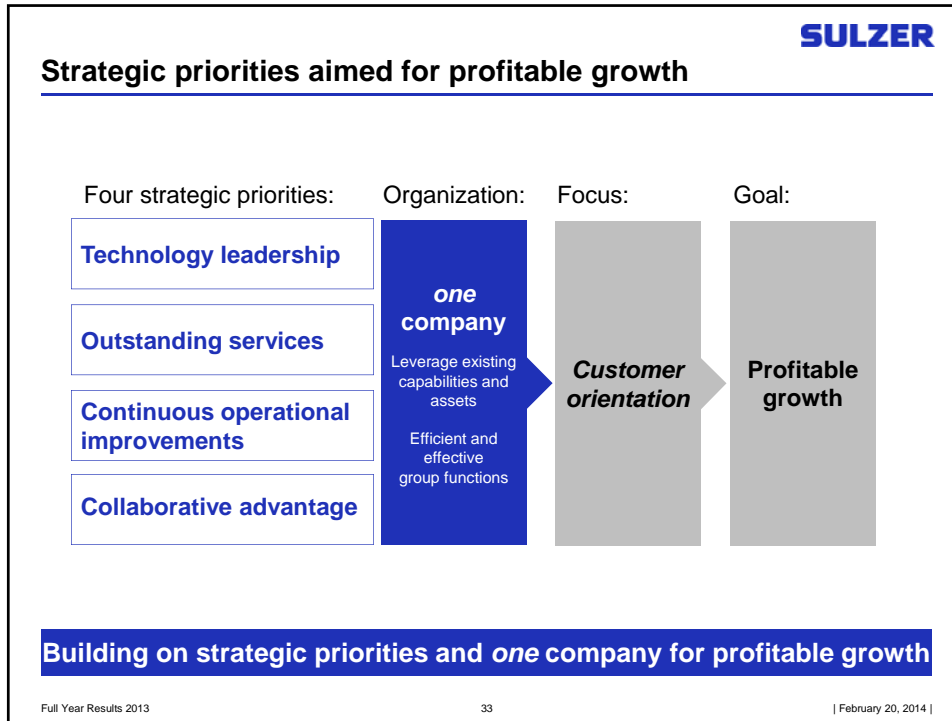 SULZER
Strategic priorities aimed for profitable growth
Four strategic priorities:
Technology leadership
Outstanding services
Continuous operational
improvements
Collaborative advantage
Organization:
one
company
Leverage existing
capabilities and
assets
Efficient and
effective
group functions
Focus:
Customer
orientation
Goal:
Profitable
growth
Building on strategic priorities and one company for profitable growth
Full Year Results 2013
33
| February 20, 2014 |